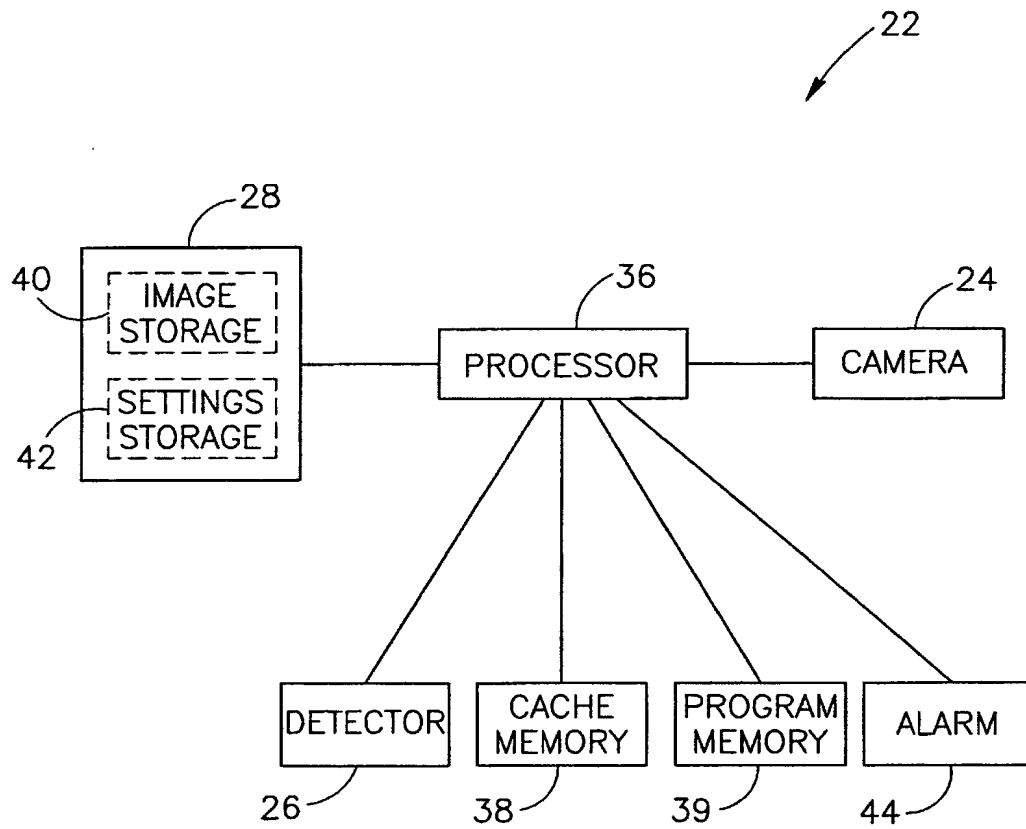 22
28
40
IMAGE
STORAGE
36
24
PROCESSOR
CAMERA
SETTINGS
STORAGE
42
DETECTOR
CACHE
MEMORY
PROGRAM
MEMORY
ALARM
26
38
39
44